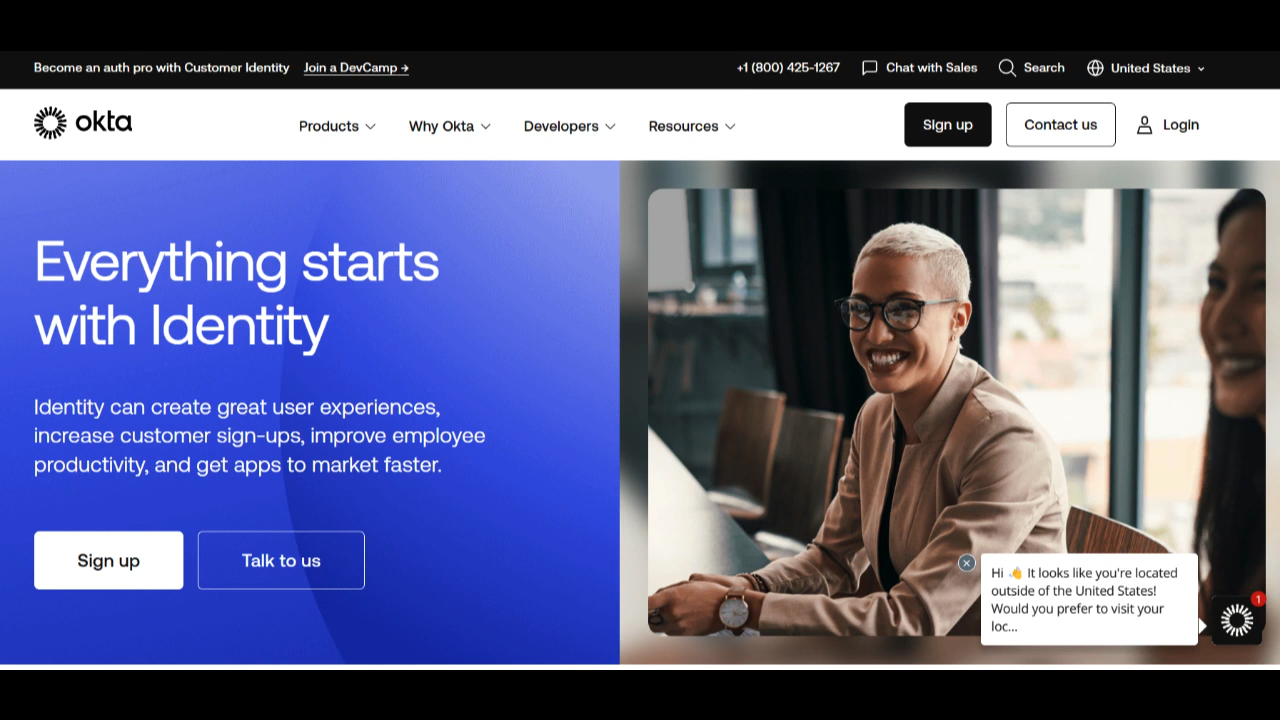 Become an auth pro with Customer Identity Join a DevCamp →
+1 (800) 425-1267 Chat with Sales Search United States
okta
Products Why Okta Developers Resources
Sign up Contact us Login
Everything starts
with Identity
Identity can create great user experiences,
increase customer sign-ups, improve employee
productivity, and get apps to market faster.
Sign up Talk to us
Hi 👋 It looks like you're located
outside of the United States!
Would you prefer to visit your
loc...
1